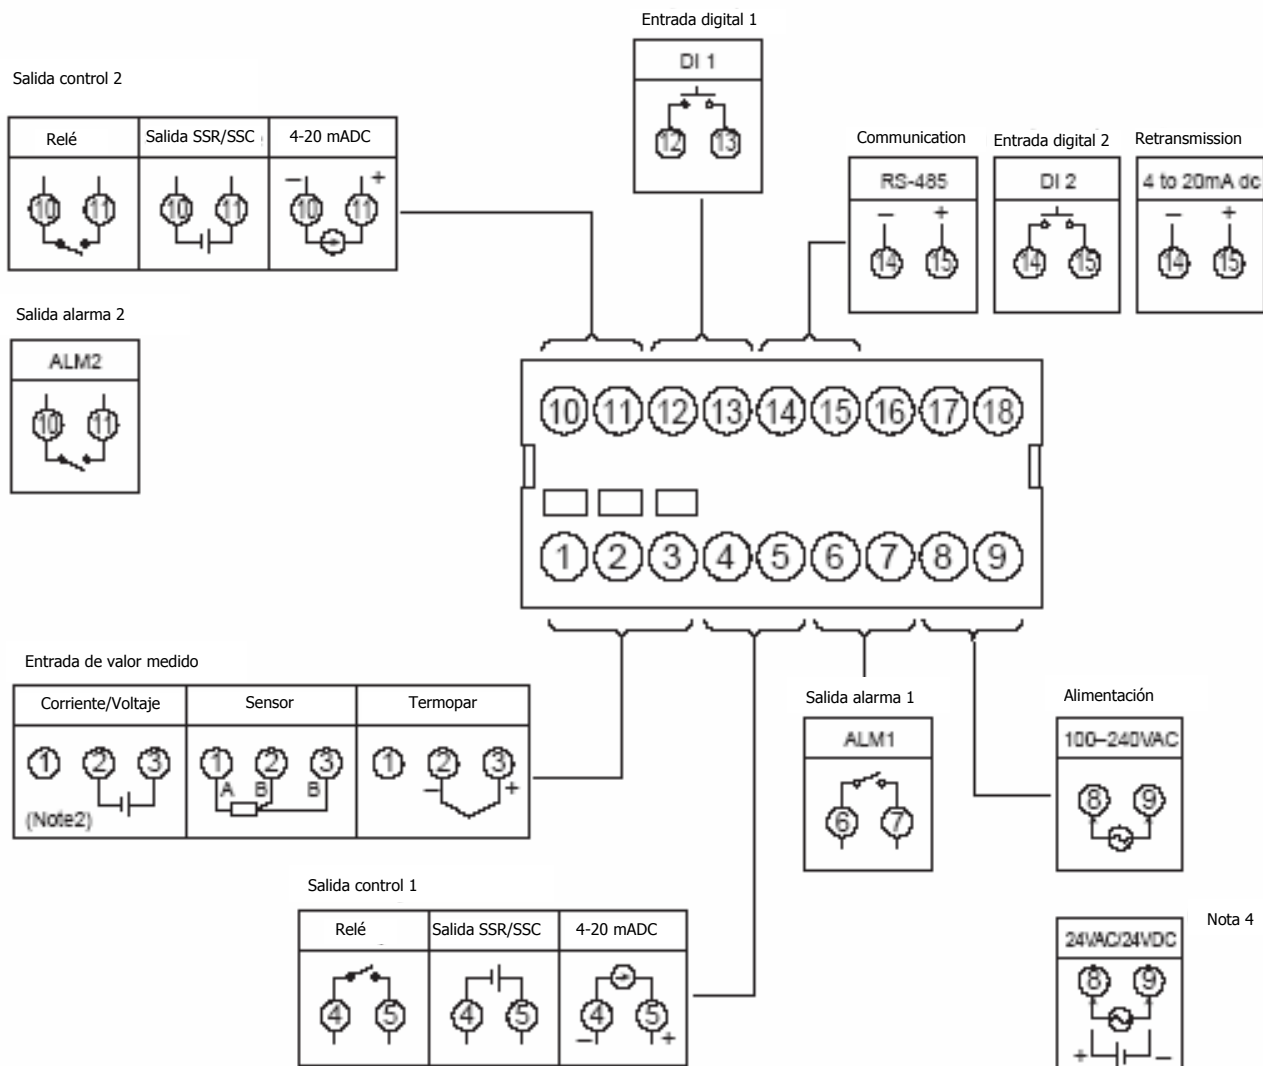 Entrada digital 1
DI 1
12 13
Salida control 2
Relé Salida SSR/SSC 4-20 mADC
− +
10 11 10 11 10 11
Communication Entrada digital 2 Retransmission
RS-485 DI 2 4 to 20mA dc
− + − +
14 15 14 15 14 15
Salida alarma 2
ALM2
10 11
10 11 12 13 14 15 16 17 18
1 2 3 4 5 6 7 8 9
Entrada de valor medido
Corriente/Voltaje Sensor Termopar
1 2 3 1 2 3 1 2 3
A B B − +
(Note2)
Salida alarma 1
ALM1
6 7
Alimentación
100–240VAC
8 9
Salida control 1
Relé Salida SSR/SSC 4-20 mADC
4 5 4 5 4 5
− +
Nota 4
24VAC/24VDC
8 9
+ −